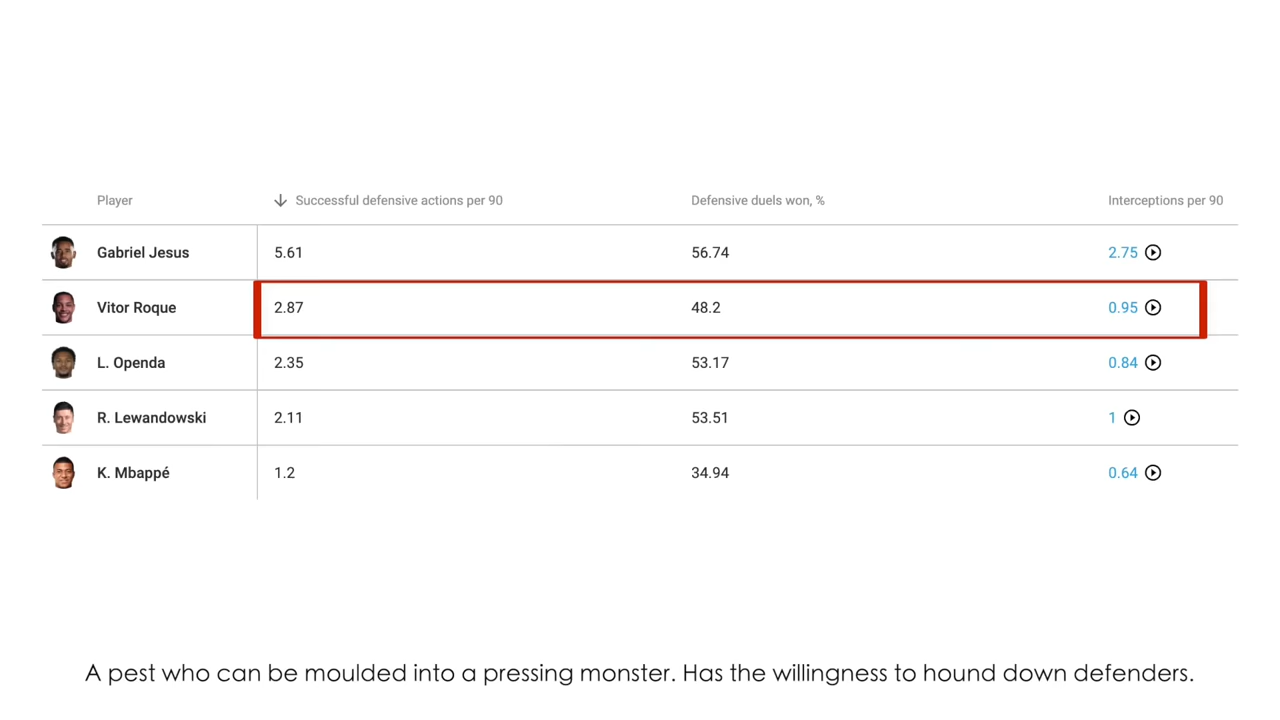 Player Successful defensive actions per 90 Defensive duels won, % Interceptions per 90
Gabriel Jesus 5.61 56.74 2.75
Vitor Roque 2.87 48.2 0.95
L. Openda 2.35 53.17 0.84
R. Lewandowski 2.11 53.51 1
K. Mbappé 1.2 34.94 0.64
A pest who can be moulded into a pressing monster. Has the willingness to hound down defenders.